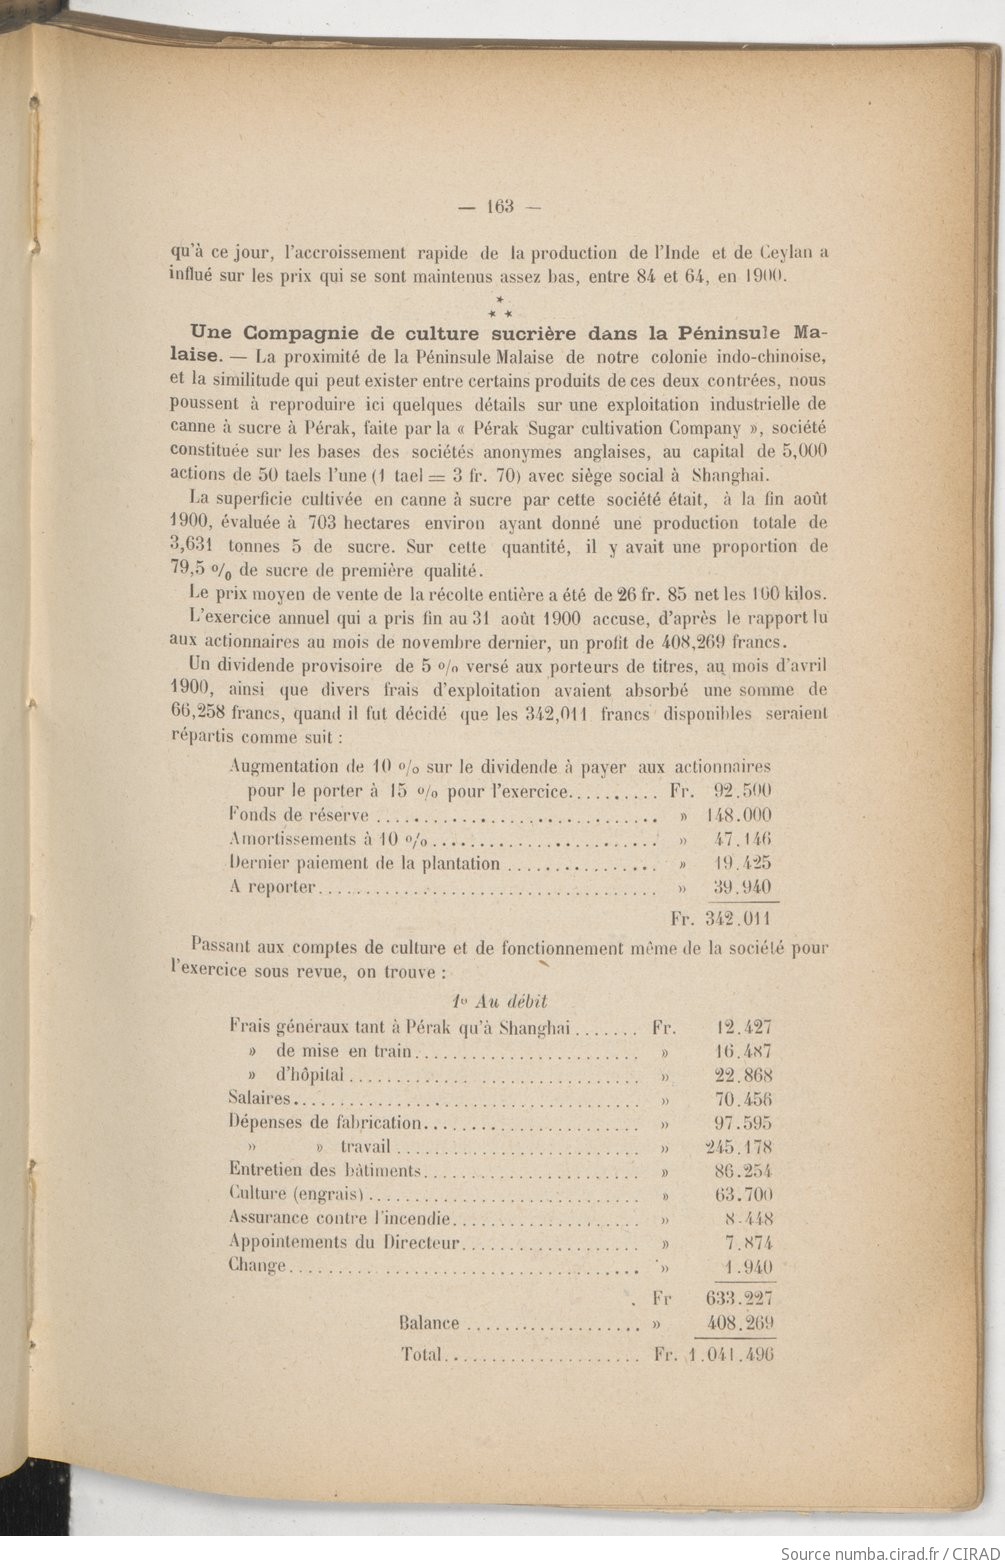 — 163 —
qu'à ce jour, l'accroissement rapide de la production de l'Inde et de Ceylan a
influé sur les prix qui se sont maintenus assez bas, entre 84 et 64, en 1900.
*
* *
Une Compagnie de culture sucrière dans la Péninsule Ma-
laise. — La proximité de la Péninsule Malaise de notre colonie indo-chinoise,
et la similitude qui peut exister entre certains produits de ces deux contrées, nous
poussent à reproduire ici quelques détails sur une exploitation industrielle de
canne à sucre à Pérak, faite par la « Pérak Sugar cultivation Company », société
constituée sur les bases des sociétés anonymes anglaises, au capital de 5,000
actions de 50 taels l'une (1 tael = 3 fr. 70) avec siège social à Shanghai.
La superficie cultivée en canne à sucre par cette société était, à la fin août
1900, évaluée à 703 hectares environ ayant donné une production totale de
3,631 tonnes 5 de sucre. Sur cette quantité, il y avait une proportion de
79,5 % de sucre de première qualité.
Le prix moyen de vente de la récolte entière a été de 26 fr. 85 net les 100 kilos.
L'exercice annuel qui a pris fin au 31 août 1900 accuse, d'après le rapport lu
aux actionnaires au mois de novembre dernier, un profit de 408,269 francs.
Un dividende provisoire de 5 % versé aux porteurs de titres, au mois d'avril
1900, ainsi que divers frais d'exploitation avaient absorbé une somme de
66,258 francs, quand il fut décidé que les 342,011 francs disponibles seraient
répartis comme suit :
Augmentation de 10 % sur le dividende à payer aux actionnaires
pour le porter à 15 % pour l'exercice.......... Fr. 92.500
Fonds de réserve .............................. » 148.000
Amortissements à 10 %........................ » 47.146
Dernier paiement de la plantation ................ » 19.425
A reporter.................................... » 39.940
Fr. 342.011
Passant aux comptes de culture et de fonctionnement même de la société pour
l'exercice sous revue, on trouve :
1º Au débit
Frais généraux tant à Pérak qu'à Shanghai ....... Fr. 12.427
» de mise en train........................ » 16.487
» d'hôpital .............................. » 22.868
Salaires..................................... » 70.456
Dépenses de fabrication....................... » 97.595
» » travail .......................... » 245.178
Entretien des bâtiments....................... » 86.254
Culture (engrais) ............................. » 63.700
Assurance contre l'incendie.................... » 8.448
Appointements du Directeur................... » 7.874
Change..................................... » 1.940
Fr 633.227
Balance ................... » 408.269
Total..................... Fr. 1.041.496
Source numba.cirad.fr / CIRAD